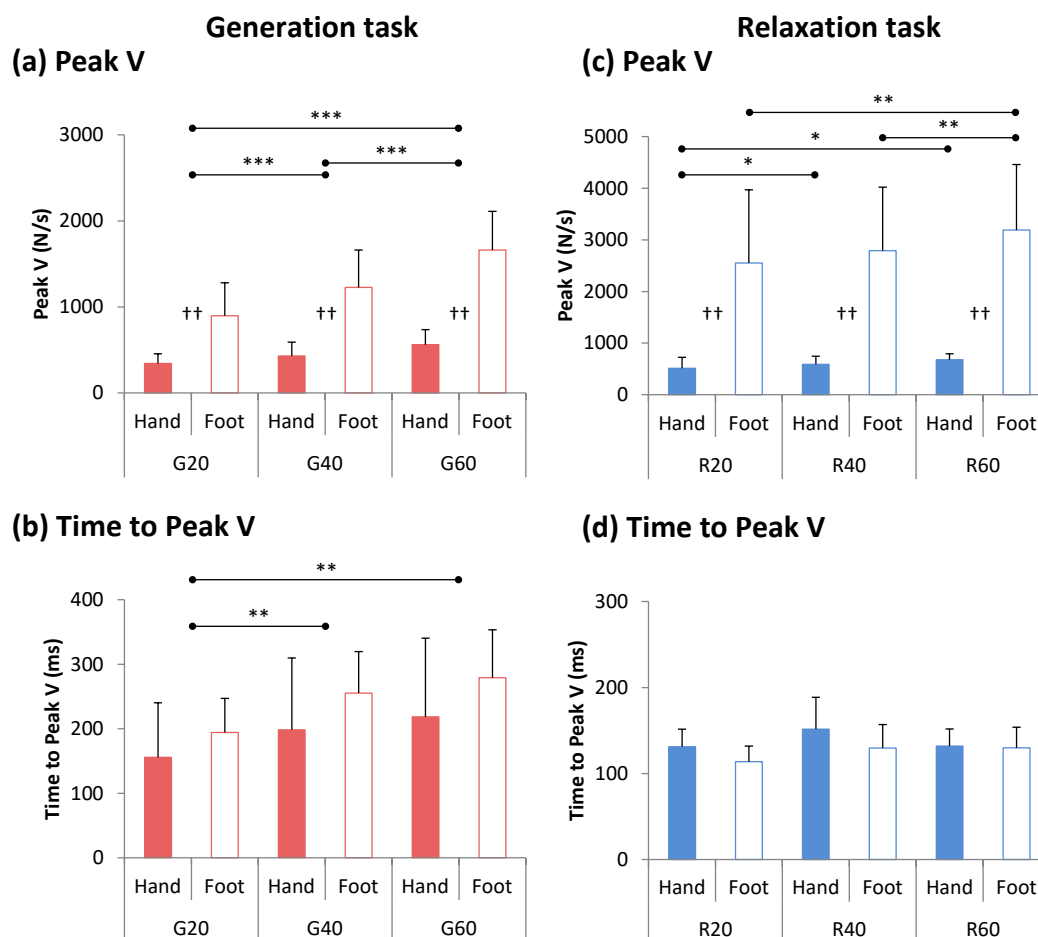 Generation task
Relaxation task
(a) Peak V
(c) Peak V
Peak V (N/s)
3000
2000
1000
0
***
***
***
††
††
††
Hand Foot Hand Foot Hand Foot
G20 G40 G60
Peak V (N/s)
5000
4000
3000
2000
1000
0
**
**
*
*
††
††
††
Hand Foot Hand Foot Hand Foot
R20 R40 R60
(b) Time to Peak V
(d) Time to Peak V
Time to Peak V (ms)
400
300
200
100
0
**
**
Hand Foot Hand Foot Hand Foot
G20 G40 G60
Time to Peak V (ms)
300
200
100
0
Hand Foot Hand Foot Hand Foot
R20 R40 R60